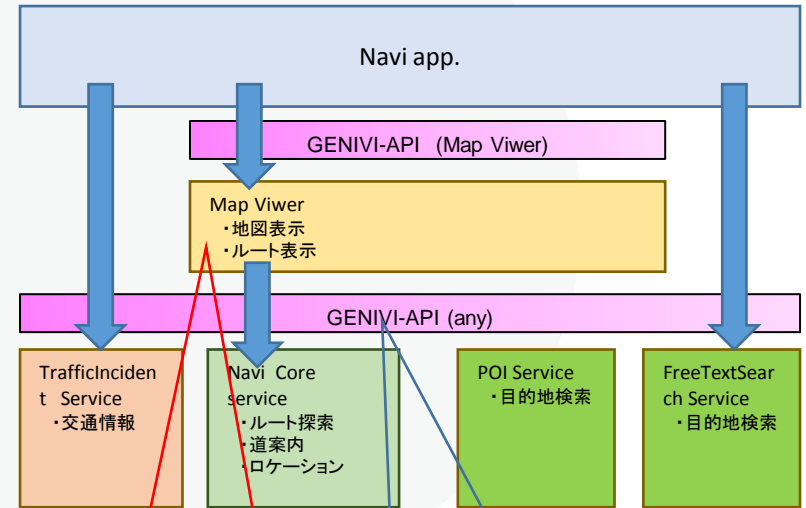 Navi app.
GENIVI-API (Map Viwer)
Map Viwer
・地図表示
・ルート表示
GENIVI-API (any)
TrafficInciden
t Service
・交通情報
Navi Core
service
・ルート探索
・道案内
・ロケーション
POI Service
・目的地検索
FreeTextSear
ch Service
・目的地検索